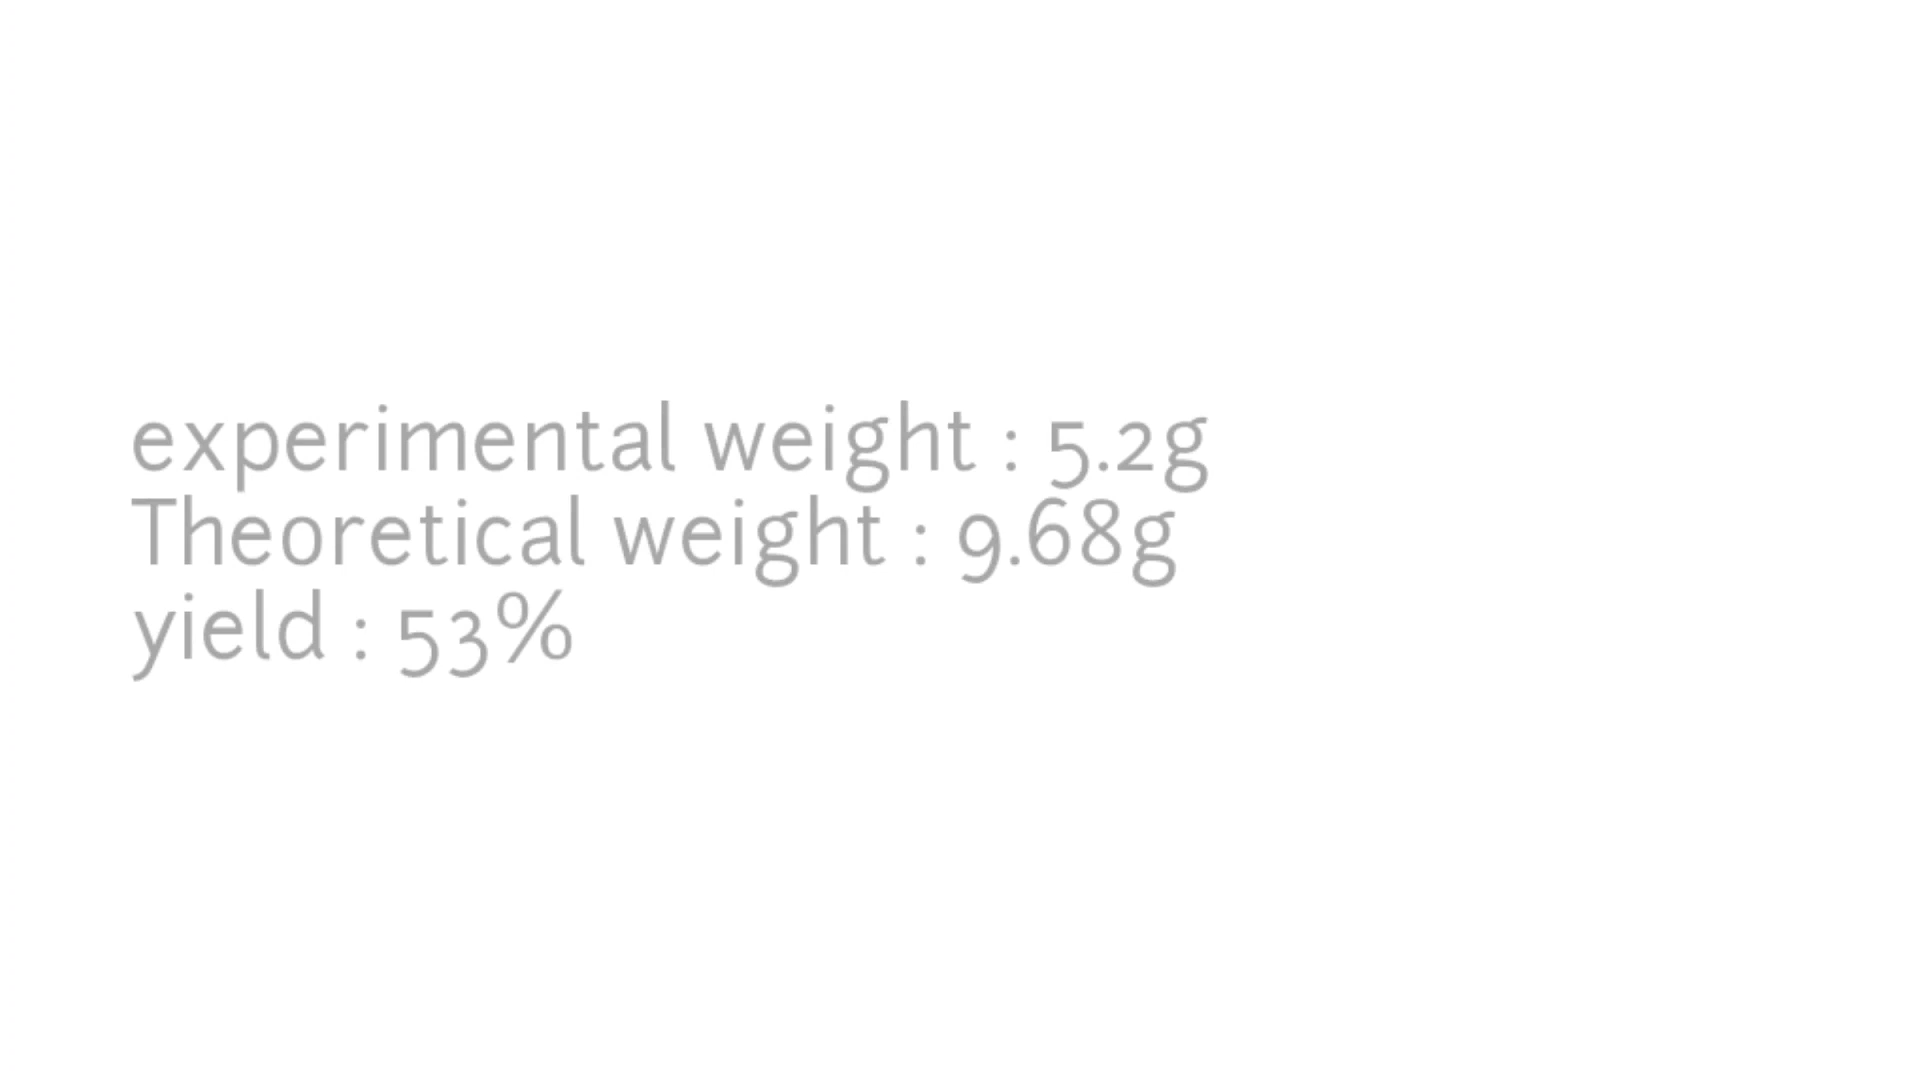 experimental weight : 5.2g
Theoretical weight : 9.68g
yield : 53%